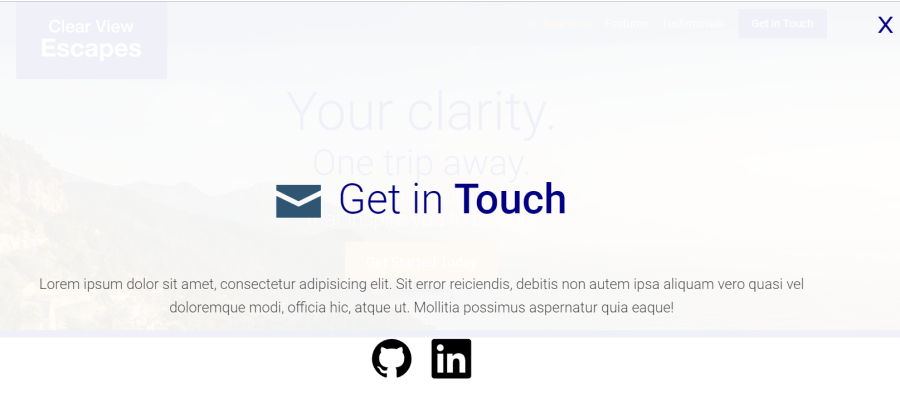 Clear View
Escapes
Get in Touch
X
Your clarity.
One trip away.
Get in Touch
Lorem ipsum dolor sit amet, consectetur adipisicing elit. Sit error reiciendis, debitis non autem ipsa aliquam vero quasi vel
doloremque modi, officia hic, atque ut. Mollitia possimus aspernatur quia eaque!
in